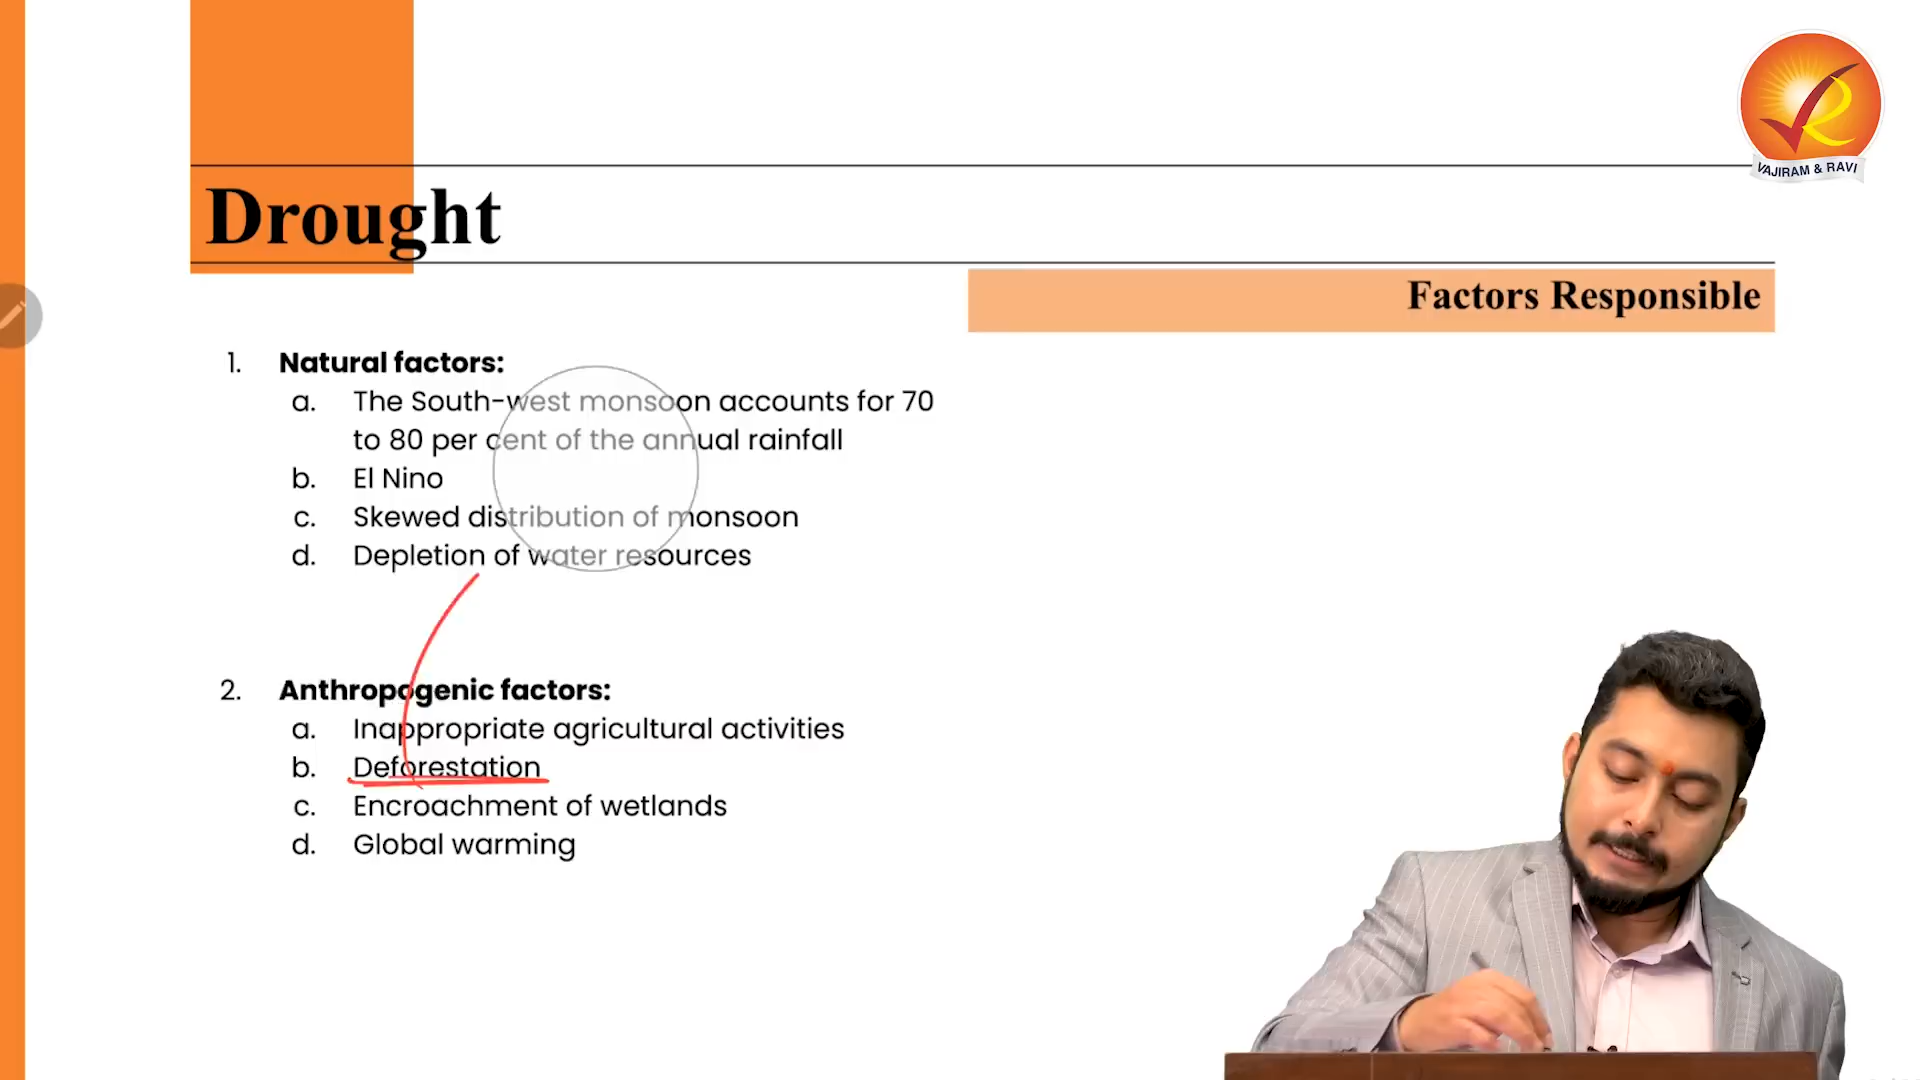 VAJIRAM & RAVI
Drought
Factors Responsible
1. Natural factors:
a. The South-west monsoon accounts for 70
to 80 per cent of the annual rainfall
b. El Nino
c. Skewed distribution of monsoon
d. Depletion of water resources
2. Anthropogenic factors:
a. Inappropriate agricultural activities
b. Deforestation
c. Encroachment of wetlands
d. Global warming